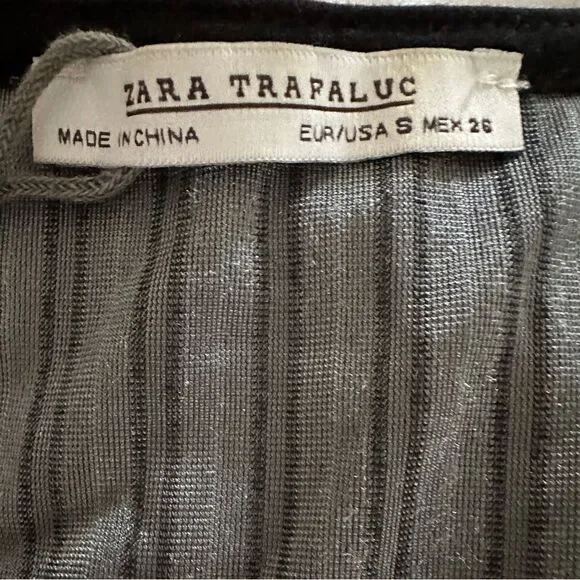 ZARA TRAFALUC
MADE IN CHINA EUR/USA S MEX 26